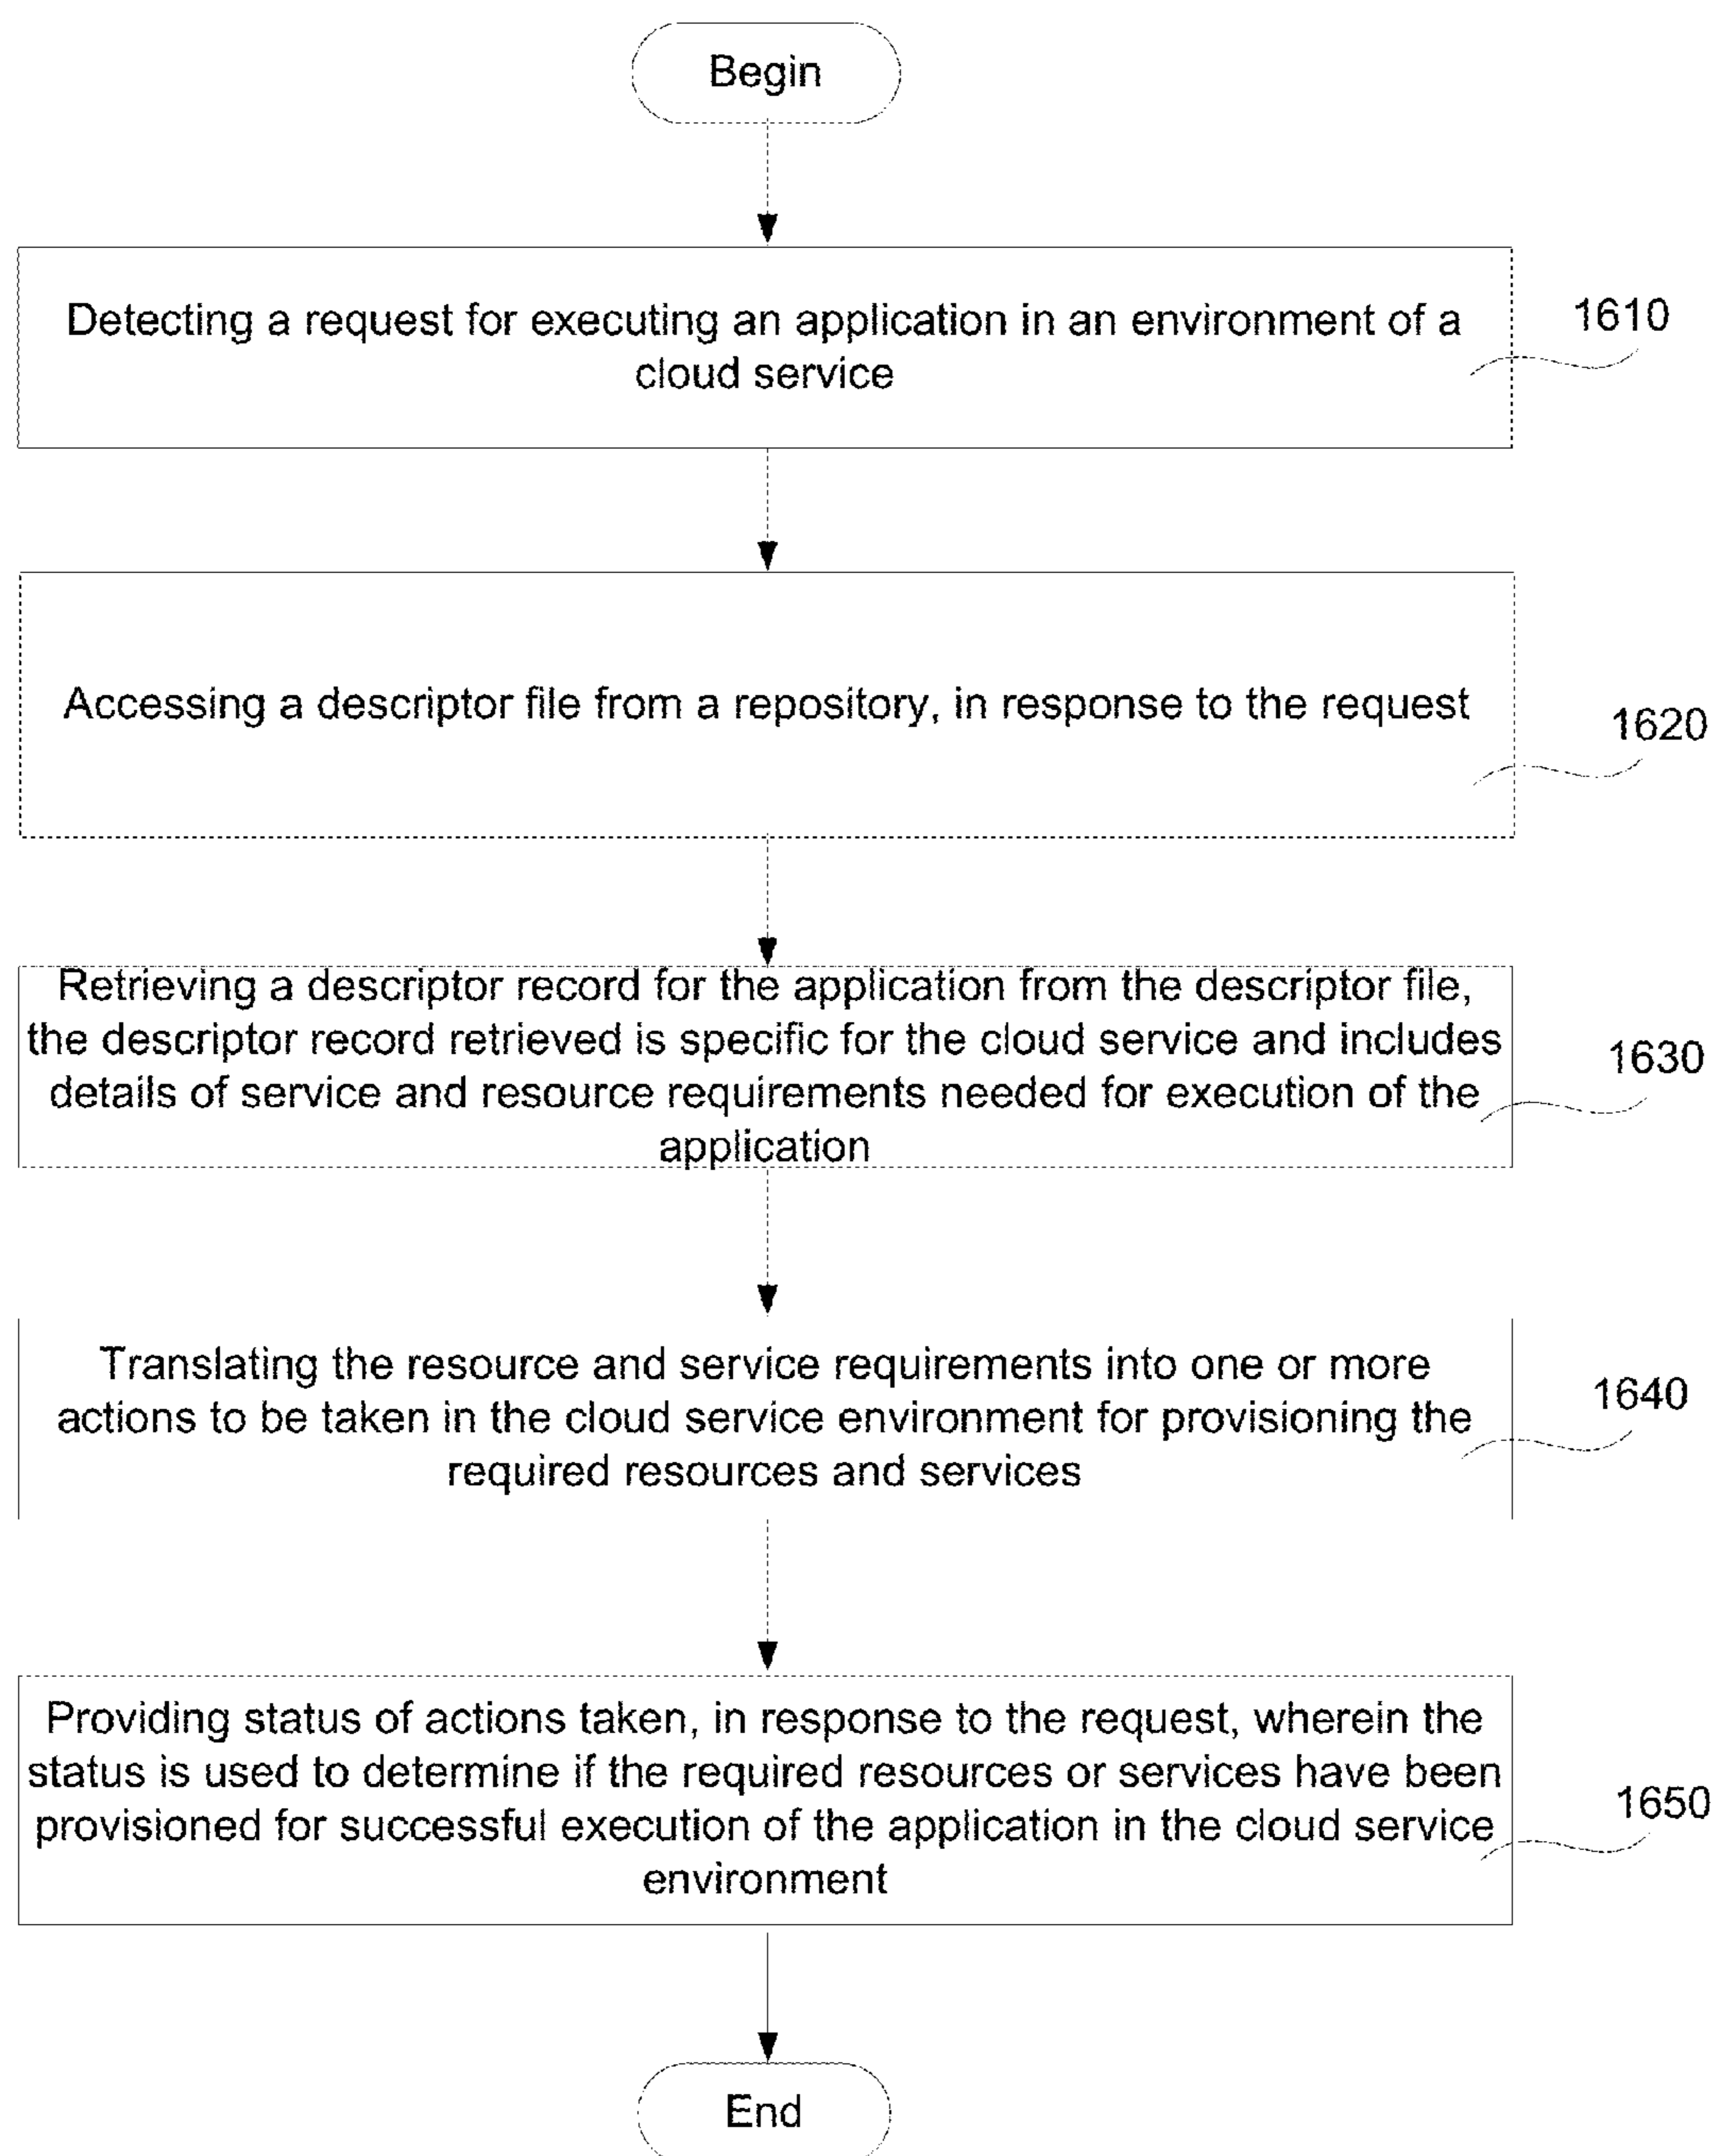 Begin
Detecting a request for executing an application in an environment of a
cloud service
1610
Accessing a descriptor file from a repository, in response to the request
1620
Retrieving a descriptor record for the application from the descriptor file,
the descriptor record retrieved is specific for the cloud service and includes
details of service and resource requirements needed for execution of the
application
1630
Translating the resource and service requirements into one or more
actions to be taken in the cloud service environment for provisioning the
required resources and services
1640
Providing status of actions taken, in response to the request, wherein the
status is used to determine if the required resources or services have been
provisioned for successful execution of the application in the cloud service
environment
1650
End